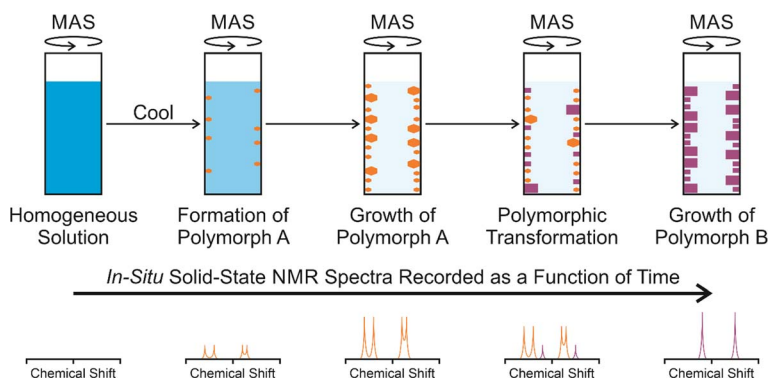 MAS
MAS
MAS
MAS
MAS
Cool
Homogeneous
Solution
Formation of
Polymorph A
Growth of
Polymorph A
Polymorphic
Transformation
Growth of
Polymorph B
In-Situ Solid-State NMR Spectra Recorded as a Function of Time
Chemical Shift
Chemical Shift
Chemical Shift
Chemical Shift
Chemical Shift